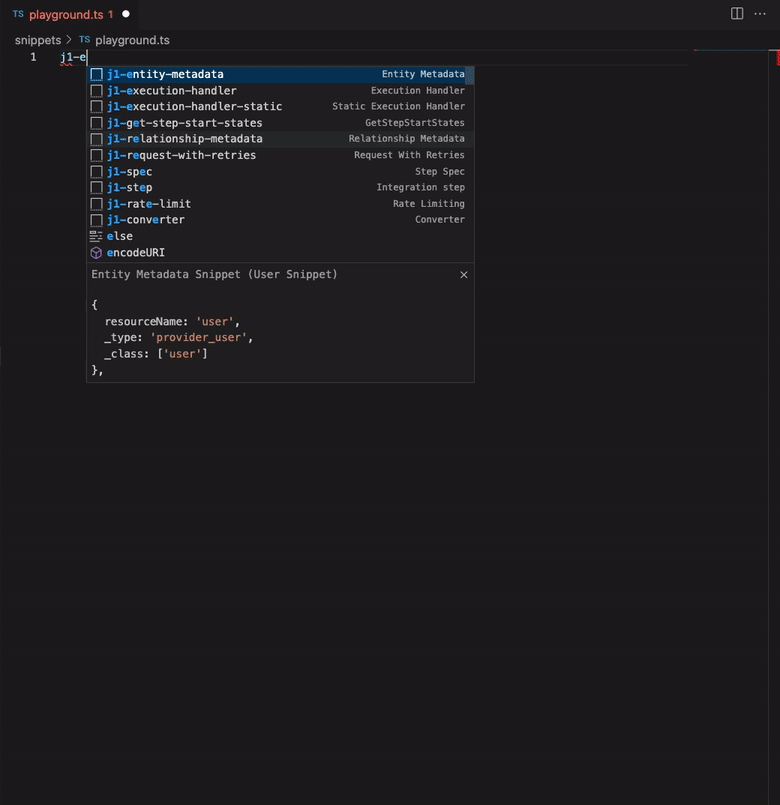 TS playground.ts 1
snippets > TS playground.ts
1 j1-e
j1-entity-metadata Entity Metadata
j1-execution-handler Execution Handler
j1-execution-handler-static Static Execution Handler
j1-get-step-start-states GetStepStartStates
j1-relationship-metadata Relationship Metadata
j1-request-with-retries Request With Retries
j1-spec Step Spec
j1-step Integration step
j1-rate-limit Rate Limiting
j1-converter Converter
else
encodeURI
Entity Metadata Snippet (User Snippet)
{
resourceName: 'user',
_type: 'provider_user',
_class: ['user']
},